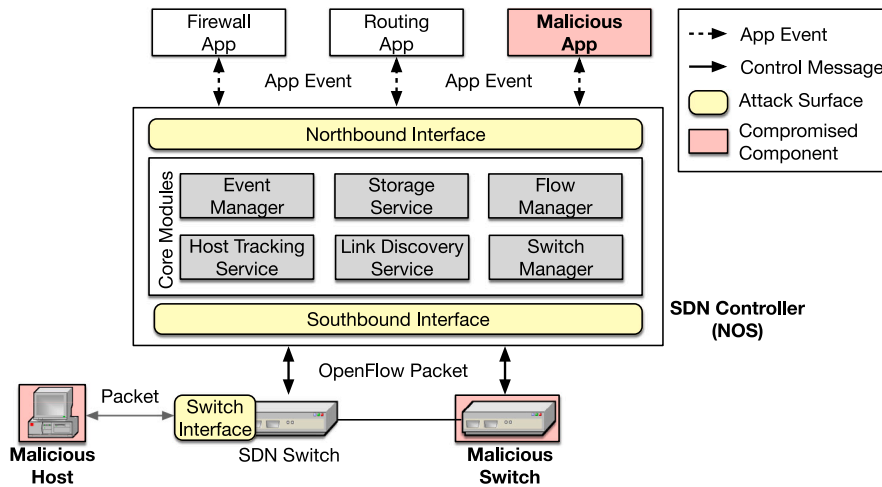 Firewall
App
Routing
App
Malicious
App
App Event
App Event
App Event
Control Message
Attack Surface
Compromised
Component
Northbound Interface
Core Modules
Event
Manager
Storage
Service
Flow
Manager
Host Tracking
Service
Link Discovery
Service
Switch
Manager
Southbound Interface
SDN Controller
(NOS)
OpenFlow Packet
Packet
Switch
Interface
Malicious
Host
SDN Switch
Malicious
Switch